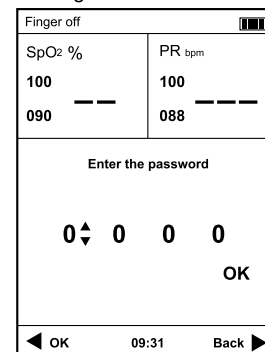 Finger off
SpO2 % PR bpm
100 100
090 088
Enter the password
0 0 0 0
OK
OK 09:31 Back